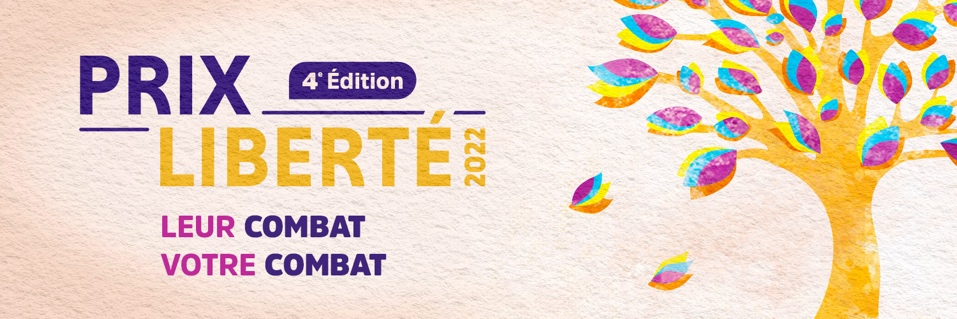 PRIX
4e Édition
LIBERTÉ
2022
LEUR COMBAT
VOTRE COMBAT